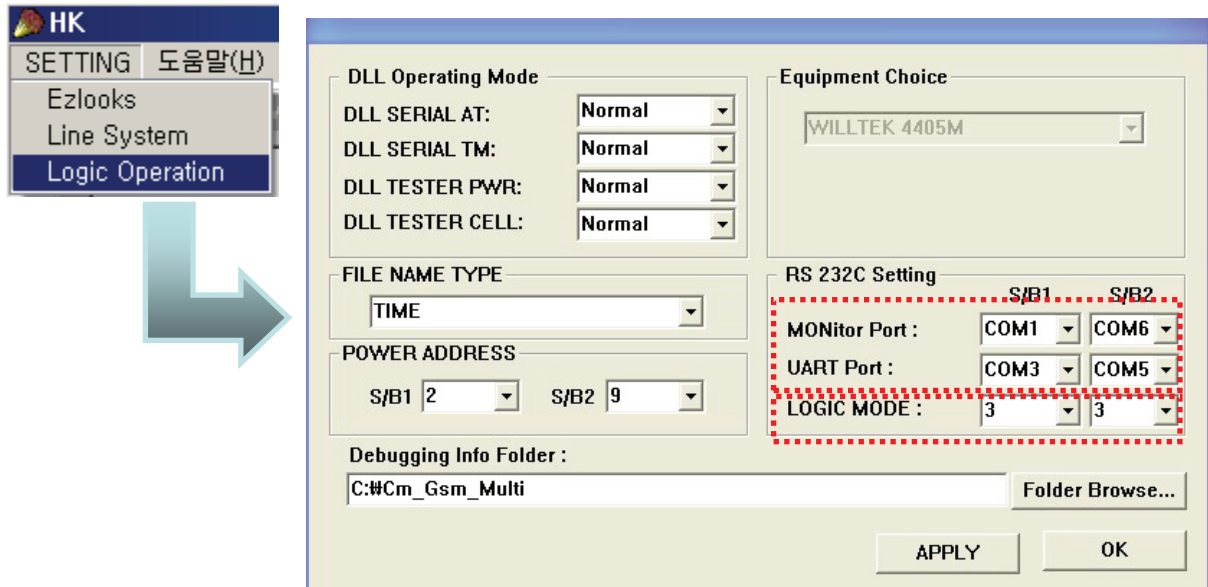 HK
SETTING 도움말(H)
Ezlooks
Line System
Logic Operation
DLL Operating Mode
DLL SERIAL AT: Normal
DLL SERIAL TM: Normal
DLL TESTER PWR: Normal
DLL TESTER CELL: Normal
Equipment Choice
WILLTEK 4405M
FILE NAME TYPE
TIME
POWER ADDRESS
S/B1 2 S/B2 9
RS 232C Setting
S/B1 S/B2
MONitor Port : COM1 COM6
UART Port : COM3 COM5
LOGIC MODE : 3 3
Debugging Info Folder :
C:₩Cm_Gsm_Multi Folder Browse...
APPLY OK